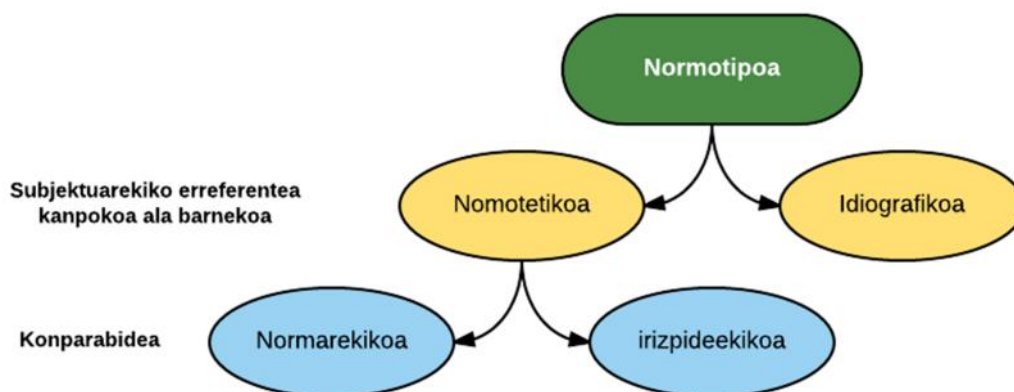 Normotipoa
Subjektuarekiko erreferentea
kanpokoa ala barnekoa
Nomotetikoa
Idiografikoa
Konparabidea
Normarekikoa
irizpideekikoa